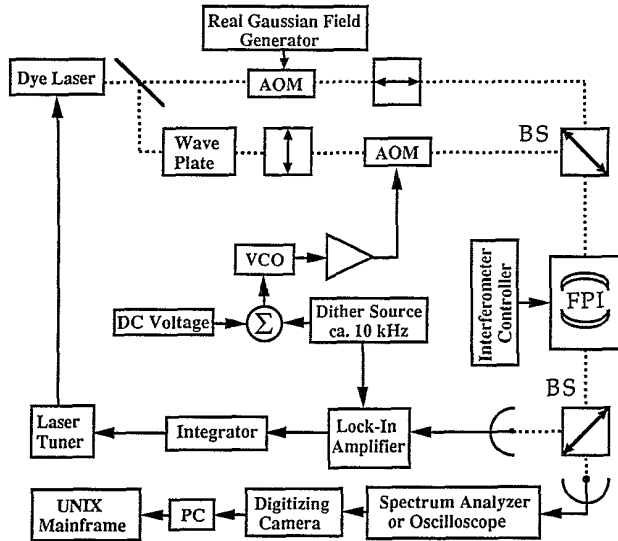 Real Gaussian Field
Generator
Dye Laser
AOM
BS
Wave
Plate
AOM
VCO
Interferometer
Controller
FPI
DC Voltage
Σ
Dither Source
ca. 10 kHz
BS
Laser
Tuner
Integrator
Lock-In
Amplifier
UNIX
Mainframe
PC
Digitizing
Camera
Spectrum Analyzer
or Oscilloscope